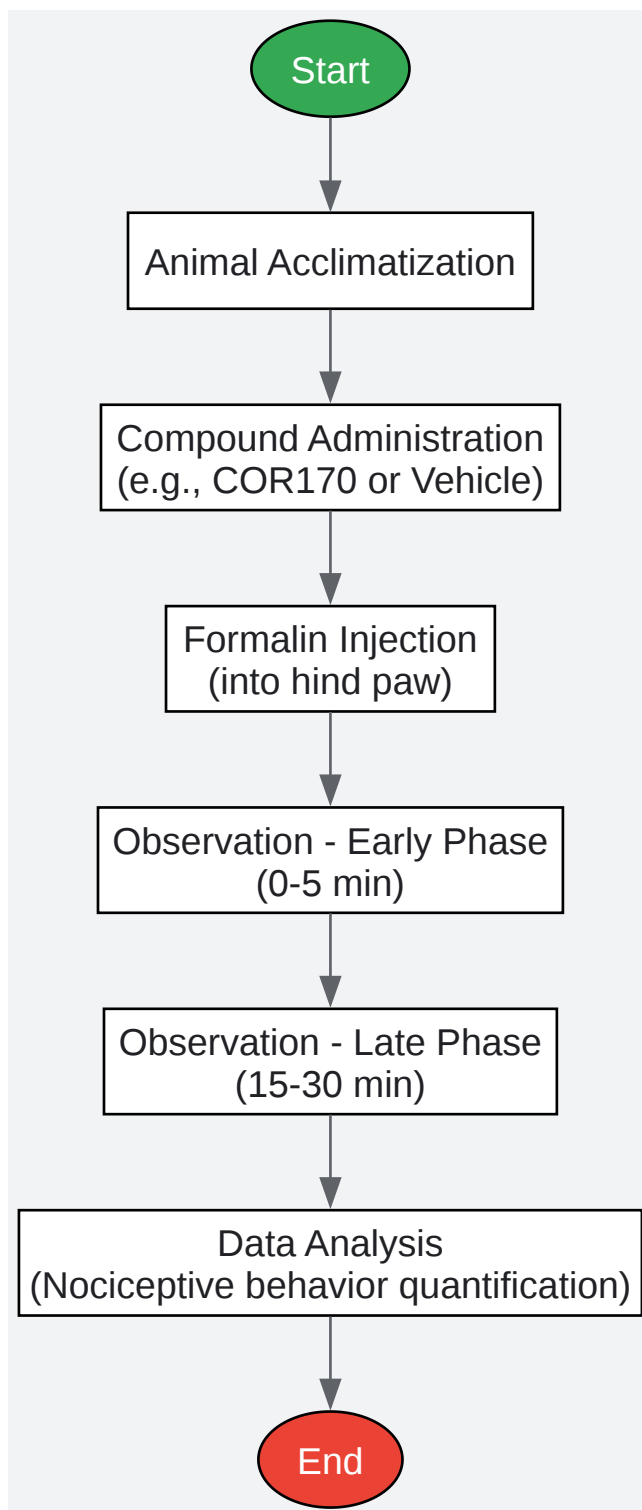 Start
Animal Acclimatization
Compound Administration
(e.g., COR170 or Vehicle)
Formalin Injection
(into hind paw)
Observation - Early Phase
(0-5 min)
Observation - Late Phase
(15-30 min)
Data Analysis
(Nociceptive behavior quantification)
End